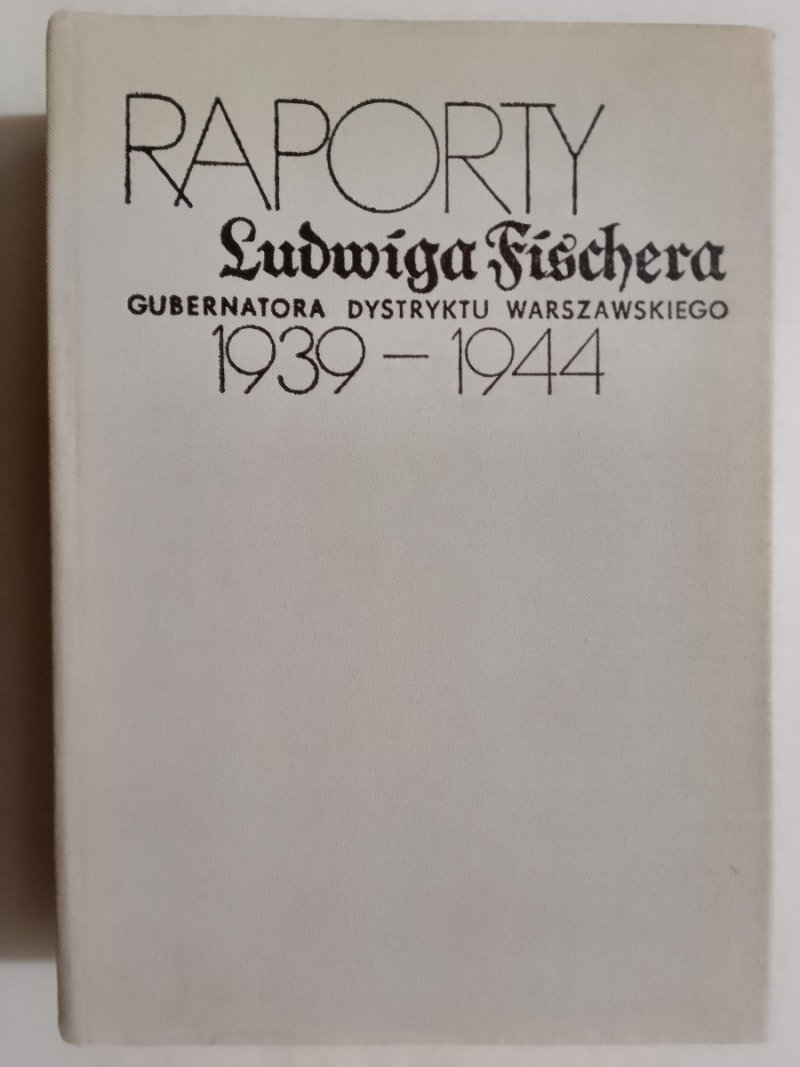 RAPORTY
Ludwiga Fischera
GUBERNATORA DYSTRYKTU WARSZAWSKIEGO
1939 – 1944